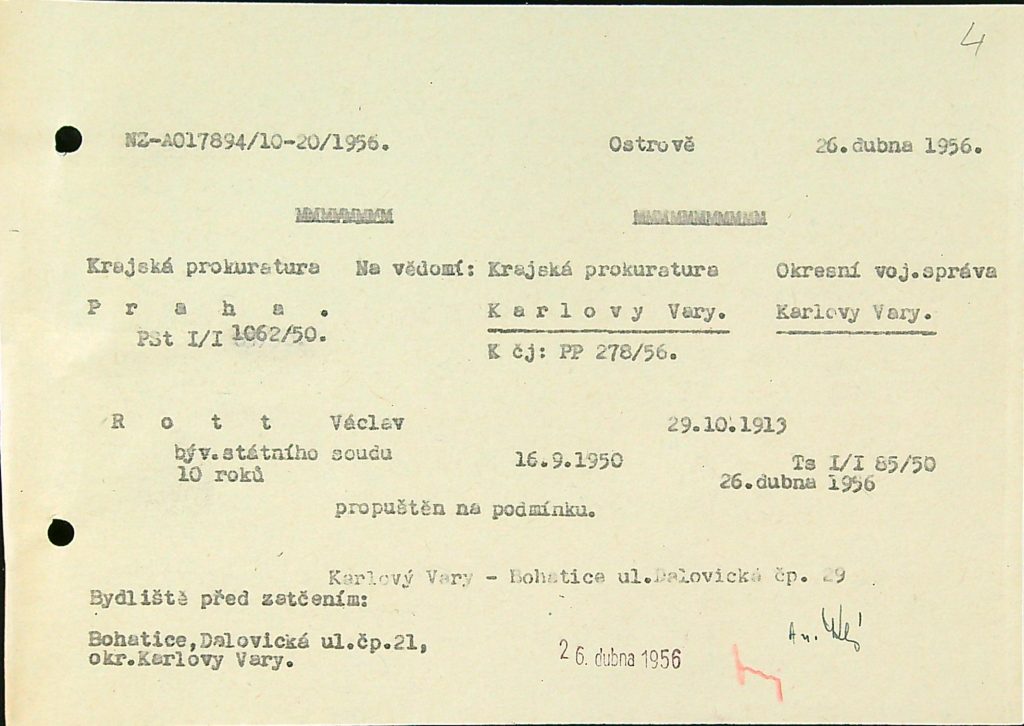 4
NZ-A017894/10-20/1956. Ostrově 26.dubna 1956.
Krajská prokuratura Na vědomí: Krajská prokuratura Okresní voj.správa
P r a h a . K a r l o v y Vary. Karlovy Vary.
PSt I/I 1062/50.
K čj: PP 278/56.
R o t t Václav 29.10.1913
býv.státního soudu 16.9.1950 Ts I/I 85/50
10 roků 26.dubna 1956
propuštěn na podmínku.
Karlový Vary - Bohatice ul.Dalovická čp. 29
Bydliště před zatčením:
Bohatice,Dalovická ul.čp.21,
okr.Karlovy Vary.
26. dubna 1956